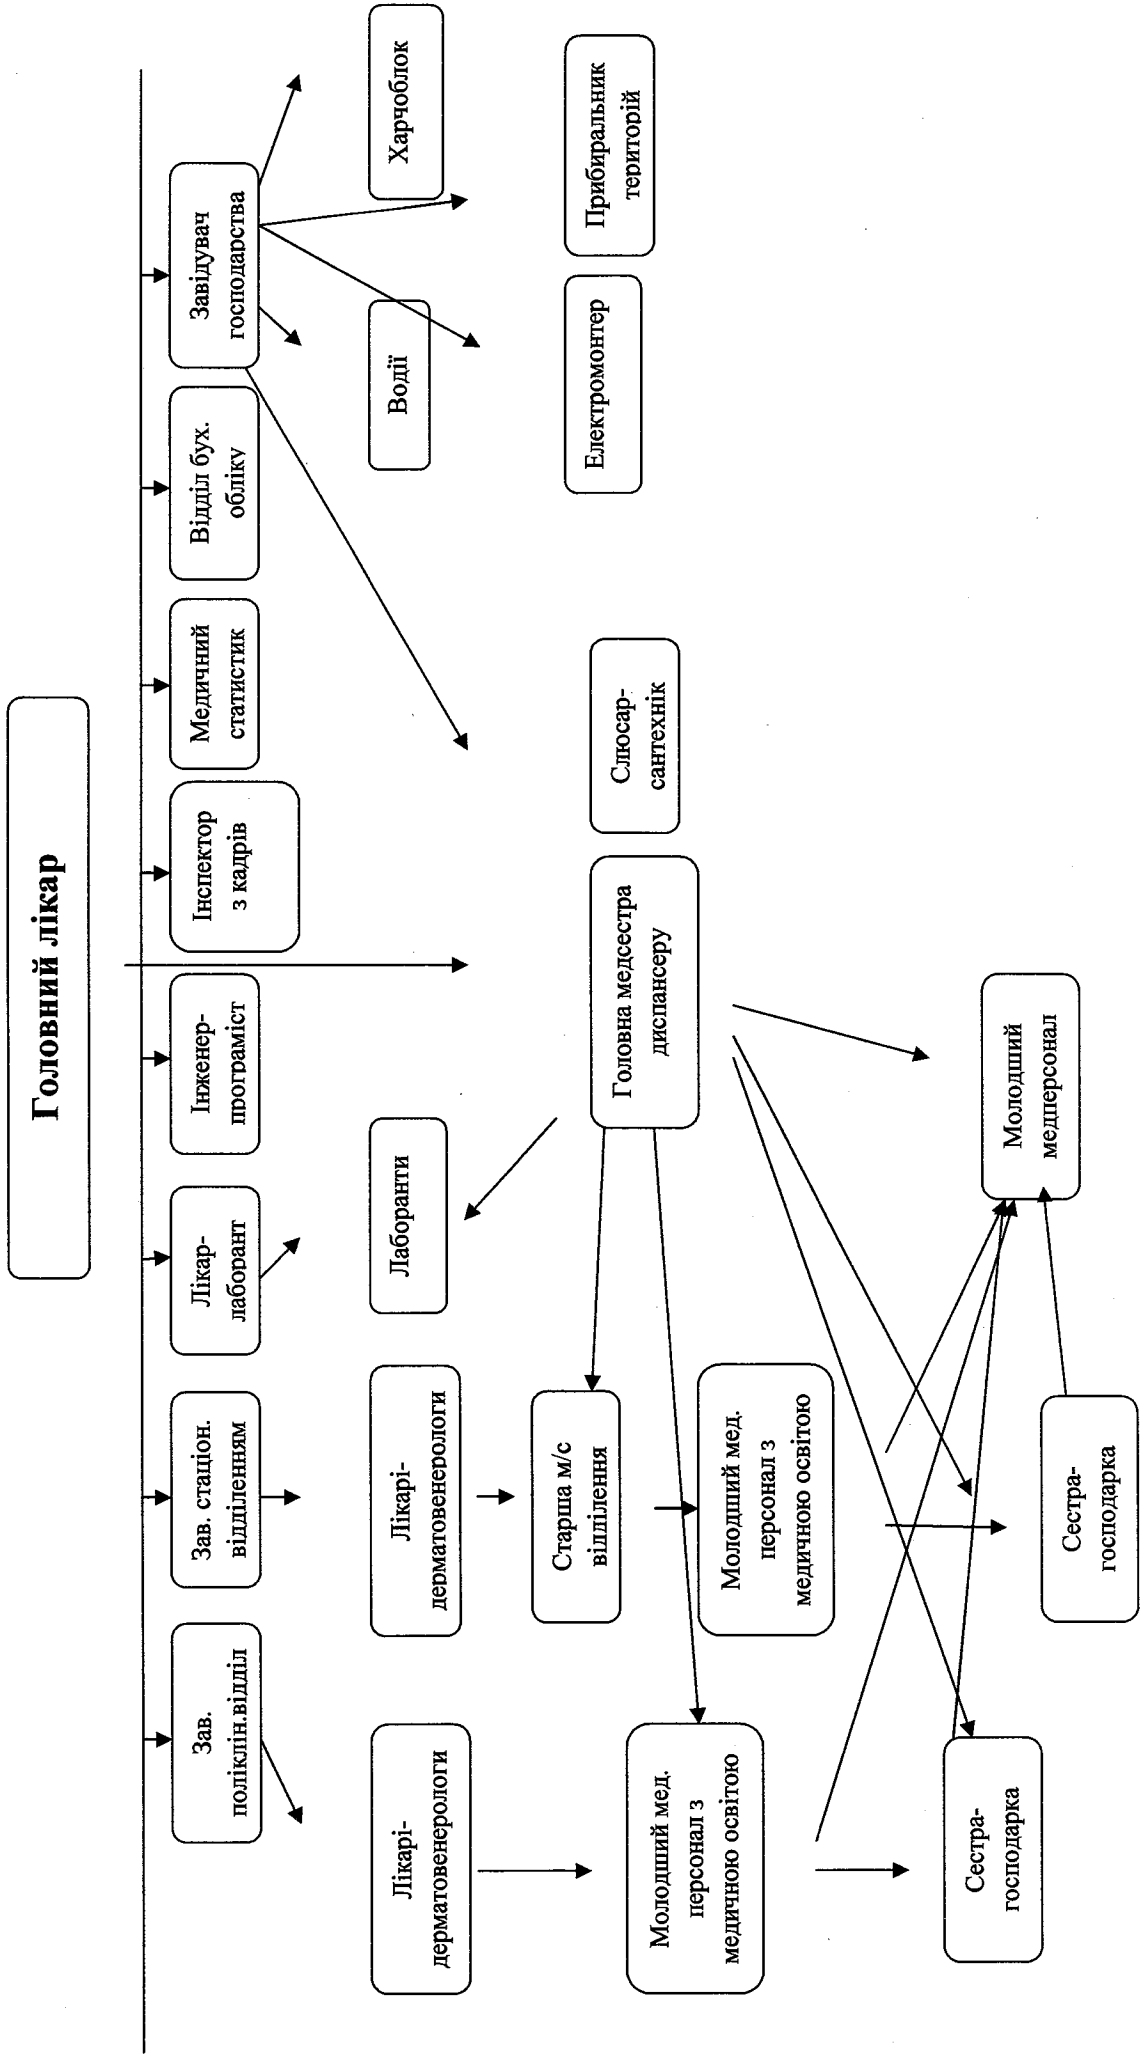 Головний лікар
Зав.
поліклін.відділ
Зав. стаціон.
відділенням
Лікар-
лаборант
Інженер-
програміст
Інспектор
з кадрів
Медичний
статистик
Відділ бух.
обліку
Завідувач
господарства
Лікарі-
дерматовенерологи
Лікарі-
дерматовенерологи
Лаборанти
Водії
Харчоблок
Старша м/с
відділення
Головна медсестра
диспансеру
Слюсар-
сантехнік
Електромонтер
Прибиральник
територій
Молодший мед.
персонал з
медичною освітою
Молодший мед.
персонал з
медичною освітою
Сестра-
господарка
Сестра-
господарка
Молодший
медперсонал